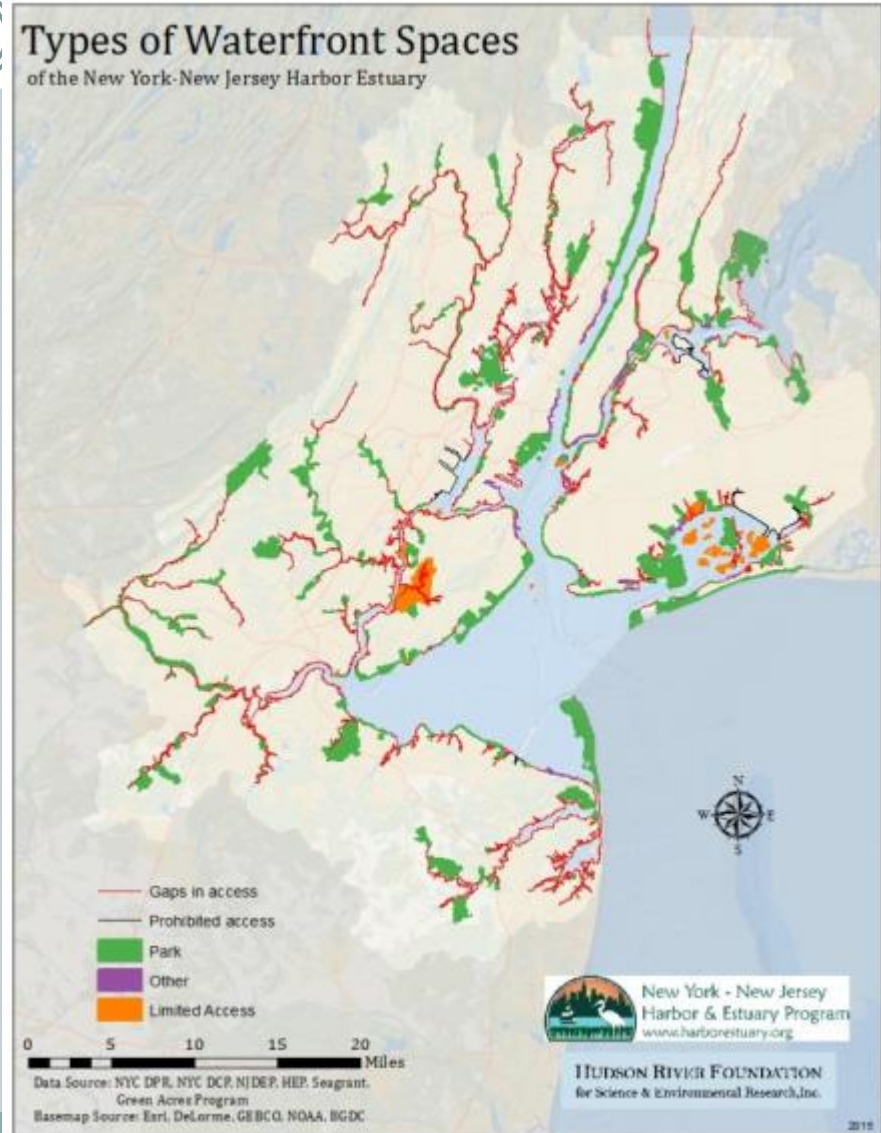 Types of Waterfront Spaces
of the New York-New Jersey Harbor Estuary
N
W
E
S
Gaps in access
Prohibited access
Park
Other
Limited Access
0 5 10 15 20
Miles
Data Source: NYC DPR, NYC DCP, NJDEP, HEP, Seagrant,
Green Acres Program
Basemap Source: Esri, DeLorme, GEBCO, NOAA, BGDC
New York - New Jersey
Harbor & Estuary Program
www.harborestuary.org
HUDSON RIVER FOUNDATION
for Science & Environmental Research, Inc.